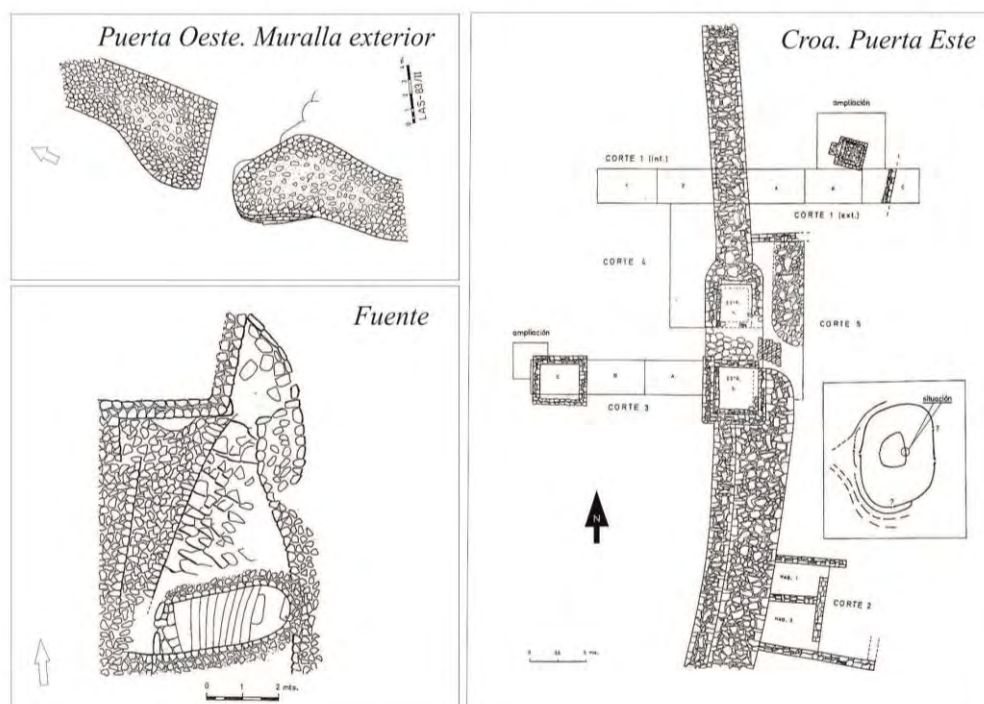 Puerta Oeste. Muralla exterior
LAS-83/II
Fuente
0 1 2 mts.
Croa. Puerta Este
ampliación
CORTE 1 (int.)
A
B
C
CORTE 1 (ext.)
CORTE 4
CORTE 5
ampliación
C
B
A
CORTE 3
situación
?
?
N
HAB. 1
CORTE 2
HAB. 2